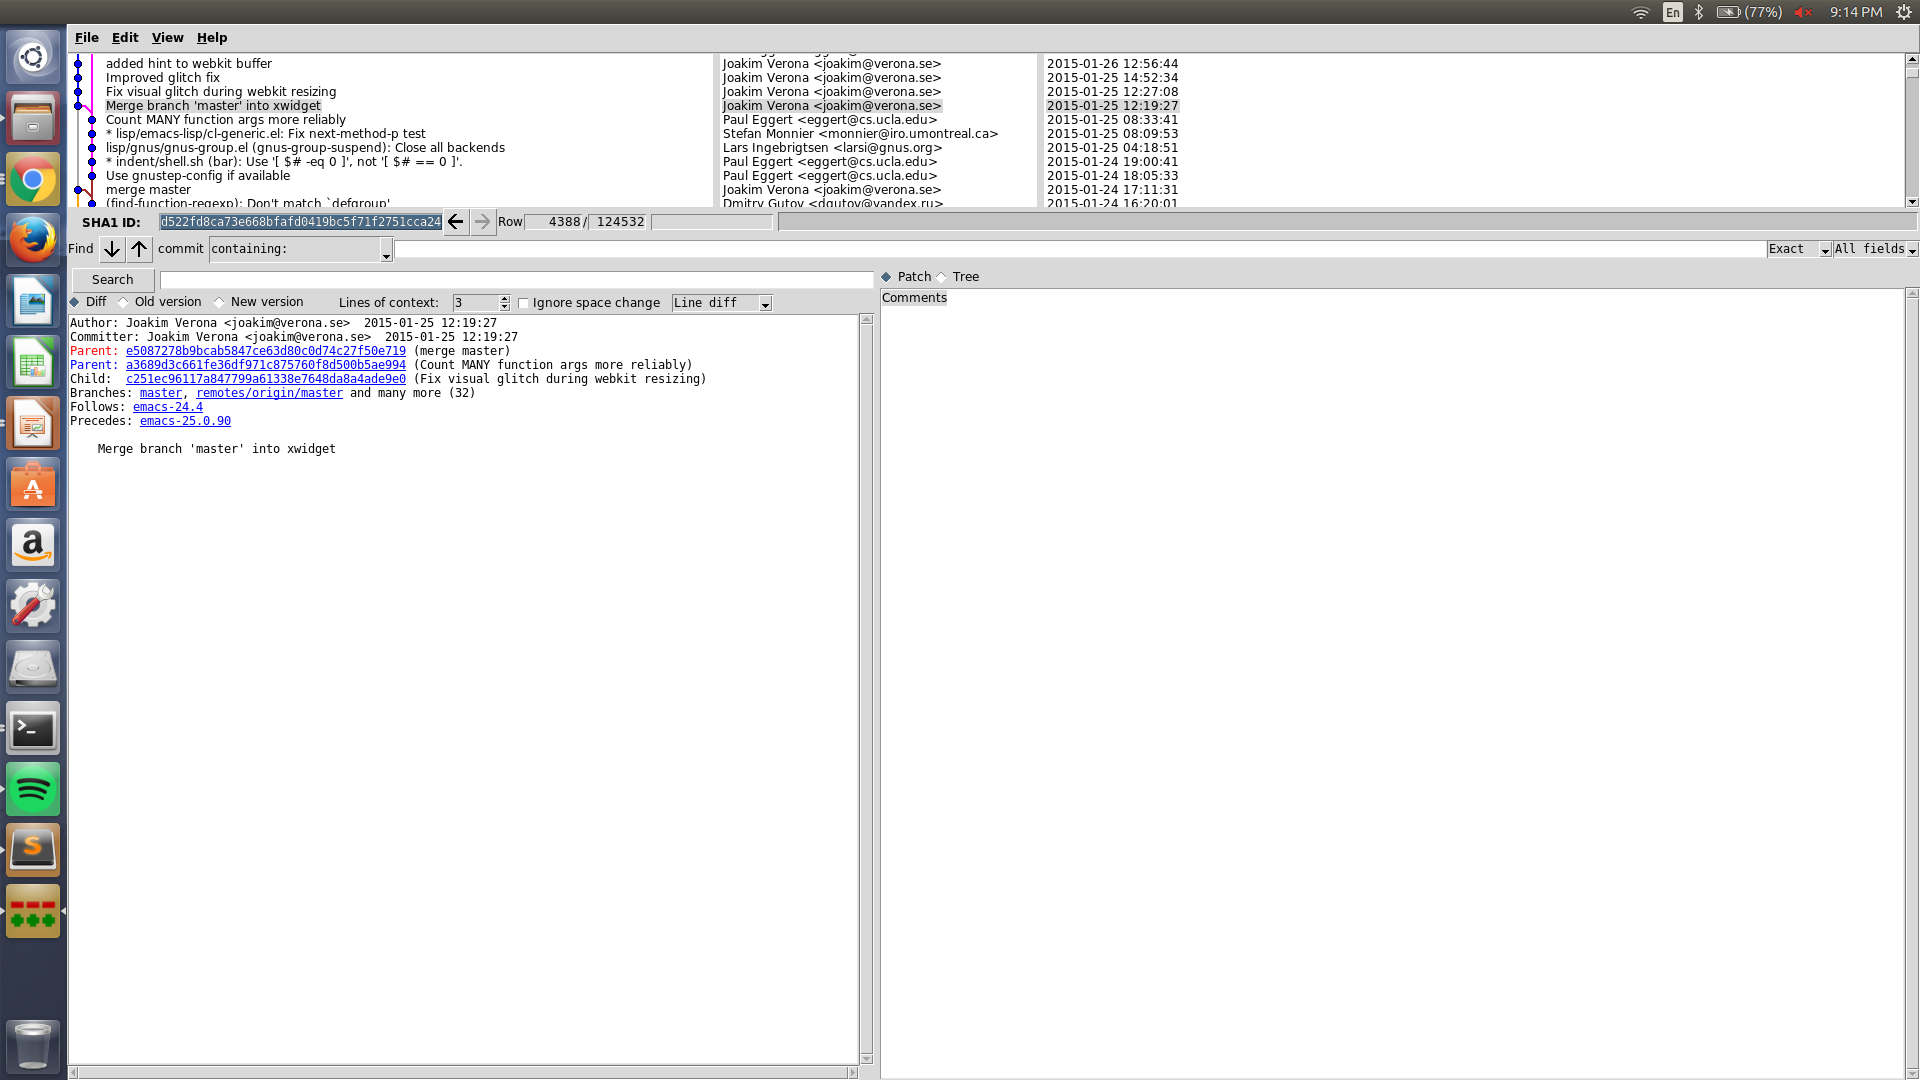 En (77%) 9:14 PM
File Edit View Help
added hint to webkit buffer Joakim Verona <joakim@verona.se> 2015-01-26 12:56:44
Improved glitch fix Joakim Verona <joakim@verona.se> 2015-01-25 14:52:34
Fix visual glitch during webkit resizing Joakim Verona <joakim@verona.se> 2015-01-25 12:27:08
Merge branch 'master' into xwidget Joakim Verona <joakim@verona.se> 2015-01-25 12:19:27
Count MANY function args more reliably Paul Eggert <eggert@cs.ucla.edu> 2015-01-25 08:33:41
* lisp/emacs-lisp/cl-generic.el: Fix next-method-p test Stefan Monnier <monnier@iro.umontreal.ca> 2015-01-25 08:09:53
lisp/gnus/gnus-group.el (gnus-group-suspend): Close all backends Lars Ingebrigtsen <larsi@gnus.org> 2015-01-25 04:18:51
* indent/shell.sh (bar): Use '[ $# -eq 0 ]', not '[ $# == 0 ]'. Paul Eggert <eggert@cs.ucla.edu> 2015-01-24 19:00:41
Use gnustep-config if available Paul Eggert <eggert@cs.ucla.edu> 2015-01-24 18:05:33
merge master Joakim Verona <joakim@verona.se> 2015-01-24 17:11:31
(find-function-regexp): Don't match `defgroup' Dmitry Gutov <dgutov@yandex.ru> 2015-01-24 16:20:01
SHA1 ID: d522fd8ca73e668bfafd0419bc5f71f2751cca24 Row 4388 / 124532
Find commit containing: Exact All fields
Search Patch Tree
Diff Old version New version Lines of context: 3 Ignore space change Line diff
Comments
Author: Joakim Verona <joakim@verona.se>  2015-01-25 12:19:27
Committer: Joakim Verona <joakim@verona.se>  2015-01-25 12:19:27
Parent: e5087278b9bcab5847ce63d80c0d74c27f50e719 (merge master)
Parent: a3689d3c661fe36df971c875760f8d500b5ae994 (Count MANY function args more reliably)
Child:  c251ec96117a847799a61338e7648da8a4ade9e0 (Fix visual glitch during webkit resizing)
Branches: master, remotes/origin/master and many more (32)
Follows: emacs-24.4
Precedes: emacs-25.0.90
Merge branch 'master' into xwidget